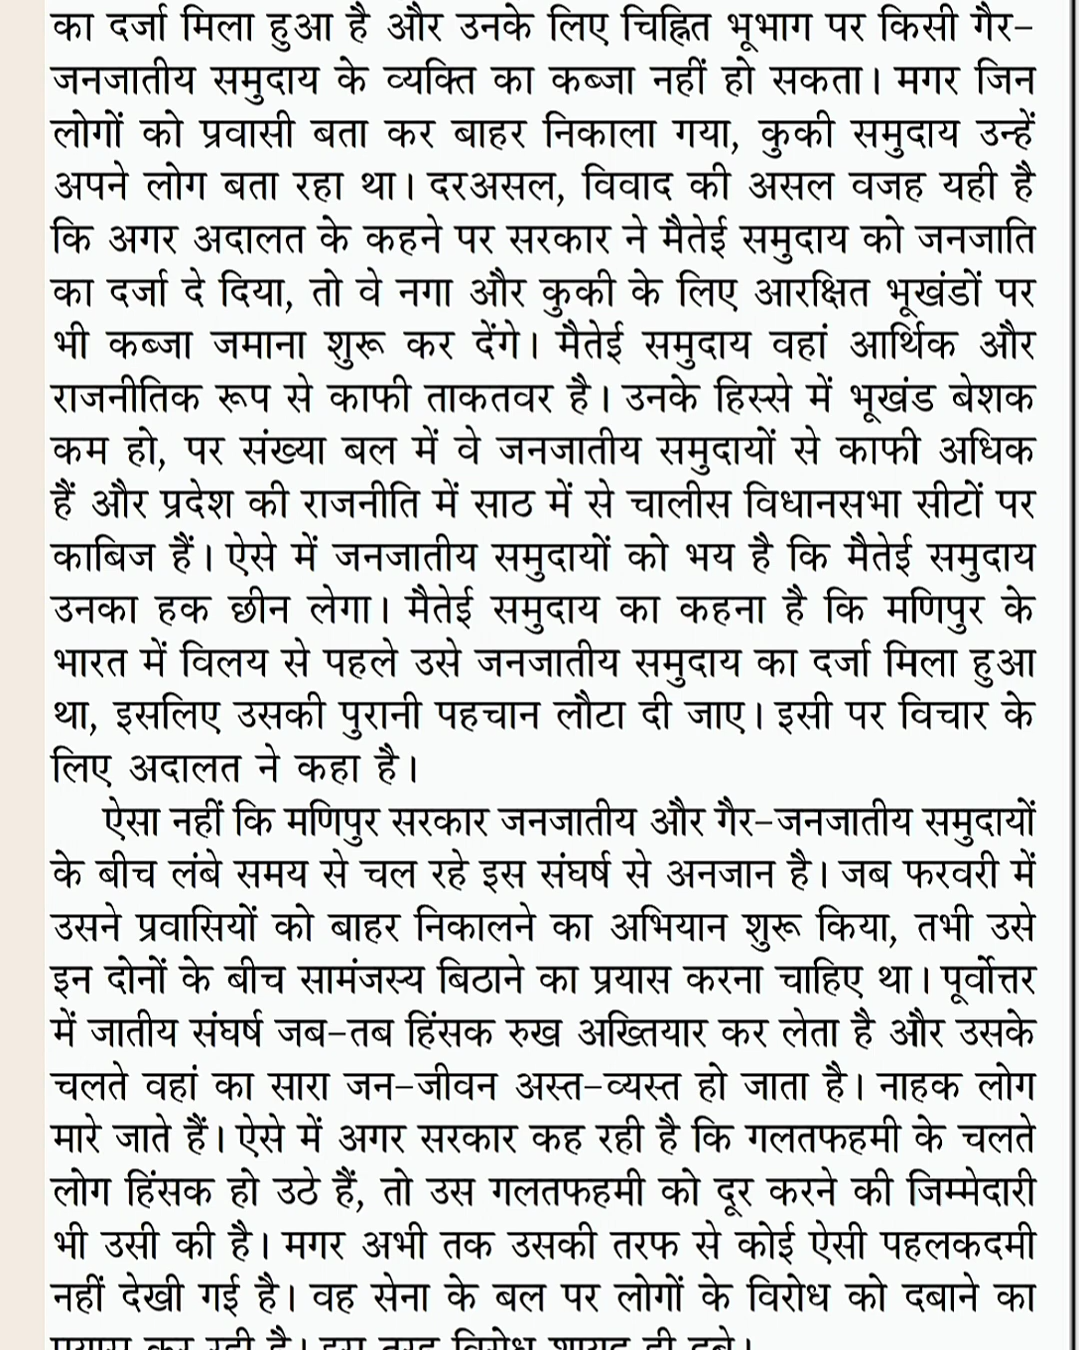 का दर्जा मिला हुआ है और उनके लिए चिह्नित भूभाग पर किसी गैर-
जनजातीय समुदाय के व्यक्ति का कब्जा नहीं हो सकता। मगर जिन
लोगों को प्रवासी बता कर बाहर निकाला गया, कुकी समुदाय उन्हें
अपने लोग बता रहा था। दरअसल, विवाद की असल वजह यही है
कि अगर अदालत के कहने पर सरकार ने मैतेई समुदाय को जनजाति
का दर्जा दे दिया, तो वे नगा और कुकी के लिए आरक्षित भूखंडों पर
भी कब्जा जमाना शुरू कर देंगे। मैतेई समुदाय वहां आर्थिक और
राजनीतिक रूप से काफी ताकतवर है। उनके हिस्से में भूखंड बेशक
कम हो, पर संख्या बल में वे जनजातीय समुदायों से काफी अधिक
हैं और प्रदेश की राजनीति में साठ में से चालीस विधानसभा सीटों पर
काबिज हैं। ऐसे में जनजातीय समुदायों को भय है कि मैतेई समुदाय
उनका हक छीन लेगा। मैतेई समुदाय का कहना है कि मणिपुर के
भारत में विलय से पहले उसे जनजातीय समुदाय का दर्जा मिला हुआ
था, इसलिए उसकी पुरानी पहचान लौटा दी जाए। इसी पर विचार के
लिए अदालत ने कहा है।
ऐसा नहीं कि मणिपुर सरकार जनजातीय और गैर-जनजातीय समुदायों
के बीच लंबे समय से चल रहे इस संघर्ष से अनजान है। जब फरवरी में
उसने प्रवासियों को बाहर निकालने का अभियान शुरू किया, तभी उसे
इन दोनों के बीच सामंजस्य बिठाने का प्रयास करना चाहिए था। पूर्वोत्तर
में जातीय संघर्ष जब-तब हिंसक रुख अख्तियार कर लेता है और उसके
चलते वहां का सारा जन-जीवन अस्त-व्यस्त हो जाता है। नाहक लोग
मारे जाते हैं। ऐसे में अगर सरकार कह रही है कि गलतफहमी के चलते
लोग हिंसक हो उठे हैं, तो उस गलतफहमी को दूर करने की जिम्मेदारी
भी उसी की है। मगर अभी तक उसकी तरफ से कोई ऐसी पहलकदमी
नहीं देखी गई है। वह सेना के बल पर लोगों के विरोध को दबाने का
प्रयास कर रही है। इस तरह विरोध शायद ही दबे।